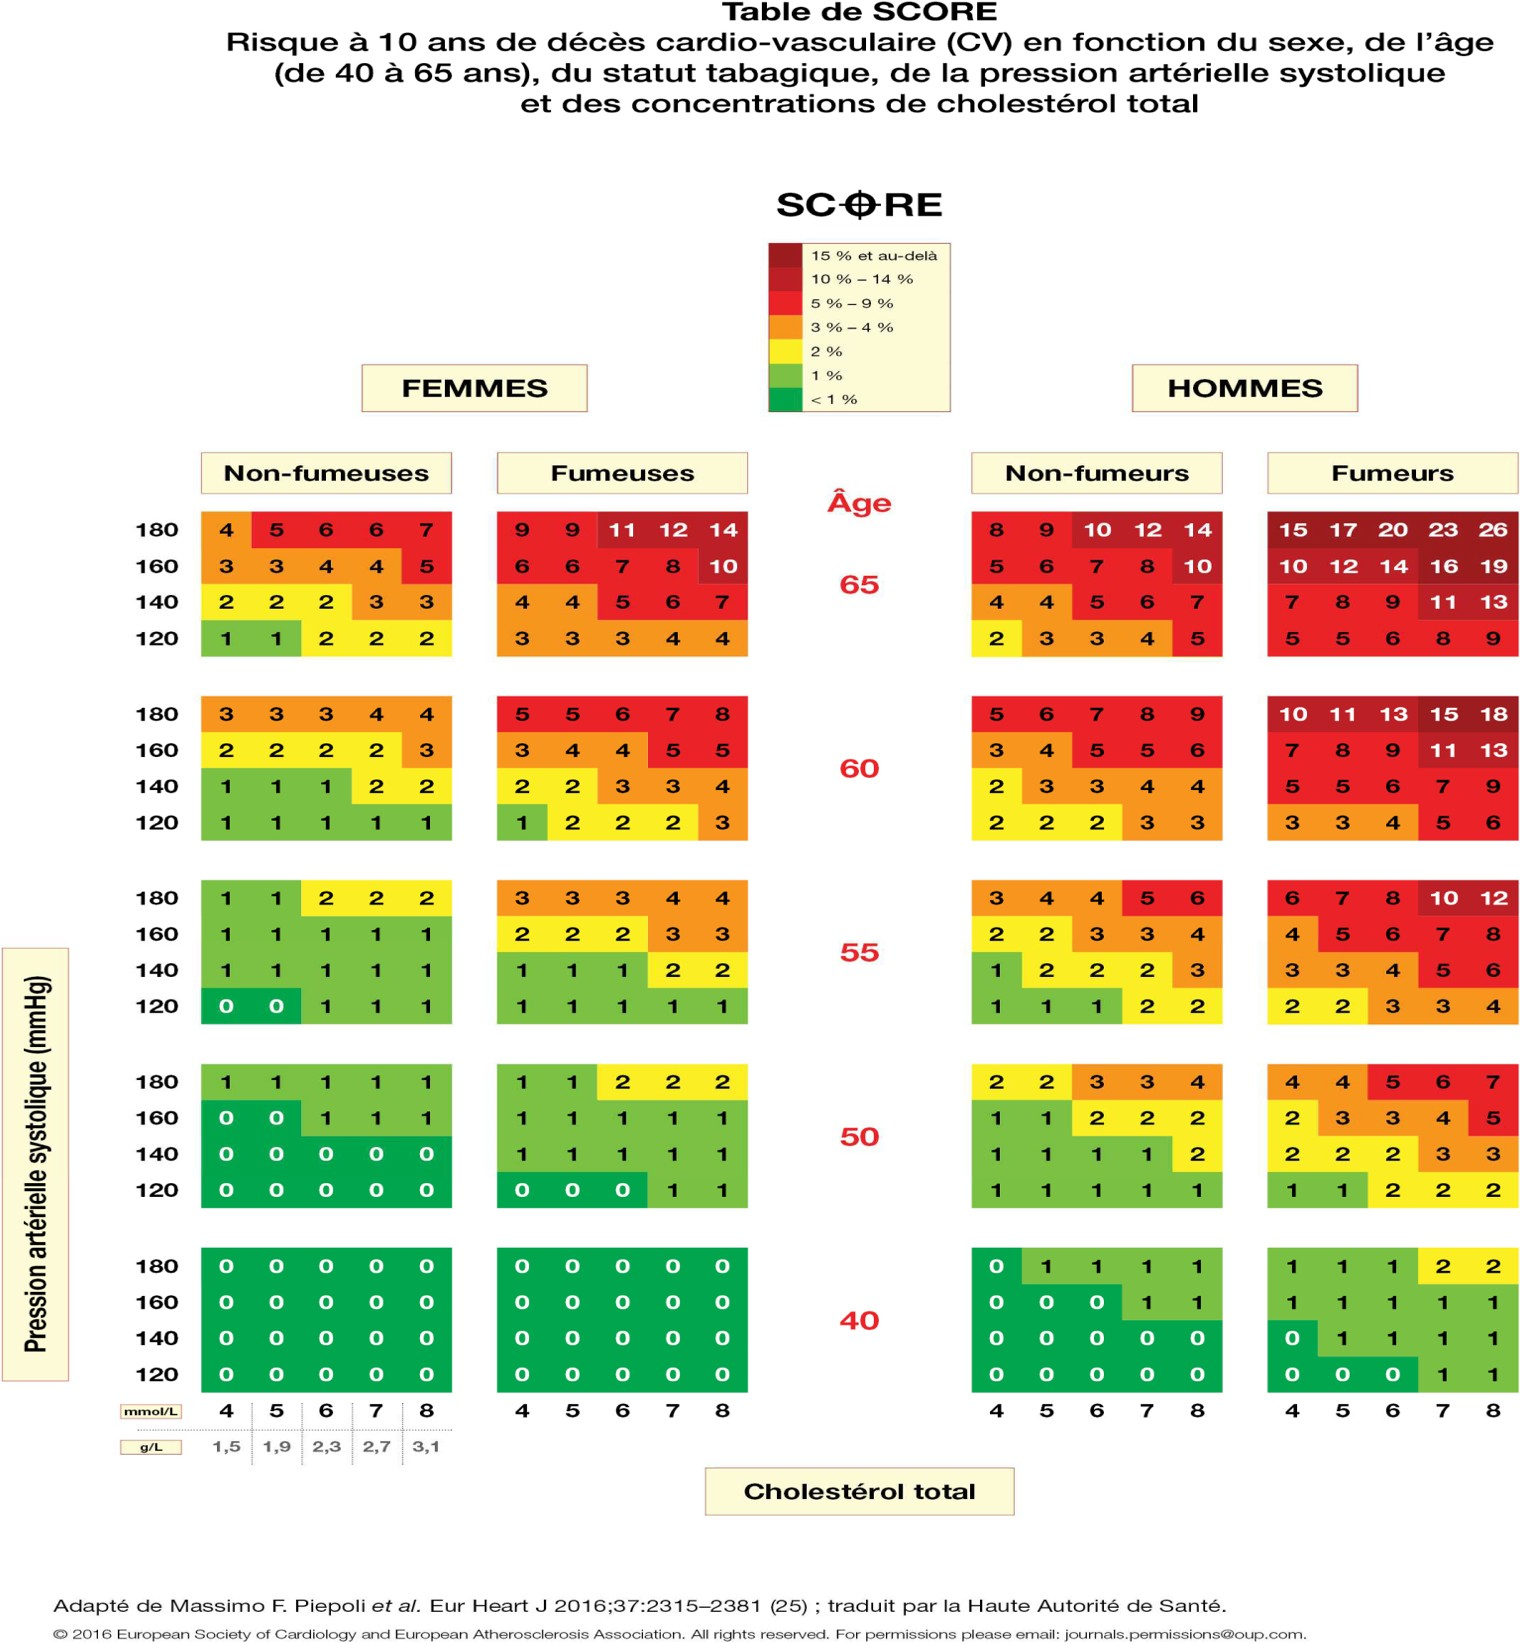 Table de SCORE
Risque à 10 ans de décès cardio-vasculaire (CV) en fonction du sexe, de l’âge
(de 40 à 65 ans), du statut tabagique, de la pression artérielle systolique
et des concentrations de cholestérol total
SCORE
15 % et au-delà
10 % – 14 %
5 % – 9 %
3 % – 4 %
2 %
1 %
< 1 %
FEMMES
HOMMES
Non-fumeuses
Fumeuses
Âge
Non-fumeurs
Fumeurs
180 4 5 6 6 7 9 9 11 12 14 8 9 10 12 14 15 17 20 23 26
160 3 3 4 4 5 6 6 7 8 10 5 6 7 8 10 10 12 14 16 19
65
140 2 2 2 3 3 4 4 5 6 7 4 4 5 6 7 7 8 9 11 13
120 1 1 2 2 2 3 3 3 4 4 2 3 3 4 5 5 5 6 8 9
180 3 3 3 4 4 5 5 6 7 8 5 6 7 8 9 10 11 13 15 18
160 2 2 2 2 3 3 4 4 5 5 3 4 5 5 6 7 8 9 11 13
60
140 1 1 1 2 2 2 2 3 3 4 2 3 3 4 4 5 5 6 7 9
120 1 1 1 1 1 1 2 2 2 3 2 2 2 3 3 3 3 4 5 6
180 1 1 2 2 2 3 3 3 4 4 3 4 4 5 6 6 7 8 10 12
160 1 1 1 1 1 2 2 2 3 3 2 2 3 3 4 4 5 6 7 8
55
140 1 1 1 1 1 1 1 1 2 2 1 2 2 2 3 3 3 4 5 6
120 0 0 1 1 1 1 1 1 1 1 1 1 1 2 2 2 2 3 3 4
180 1 1 1 1 1 1 1 2 2 2 2 2 3 3 4 4 4 5 6 7
160 0 0 1 1 1 1 1 1 1 1 1 1 2 2 2 2 3 3 4 5
50
140 0 0 0 0 0 1 1 1 1 1 1 1 1 1 2 2 2 2 3 3
120 0 0 0 0 0 0 0 0 1 1 1 1 1 1 1 1 1 2 2 2
180 0 0 0 0 0 0 0 0 0 0 0 1 1 1 1 1 1 1 2 2
160 0 0 0 0 0 0 0 0 0 0 0 0 0 1 1 1 1 1 1 1
40
140 0 0 0 0 0 0 0 0 0 0 0 0 0 0 0 0 1 1 1 1
120 0 0 0 0 0 0 0 0 0 0 0 0 0 0 0 0 0 0 1 1
Pression artérielle systolique (mmHg)
mmol/L 4 5 6 7 8 4 5 6 7 8 4 5 6 7 8 4 5 6 7 8
g/L 1,5 1,9 2,3 2,7 3,1
Cholestérol total
Adapté de Massimo F. Piepoli et al. Eur Heart J 2016;37:2315–2381 (25) ; traduit par la Haute Autorité de Santé.
© 2016 European Society of Cardiology and European Atherosclerosis Association. All rights reserved. For permissions please email: journals.permissions@oup.com.